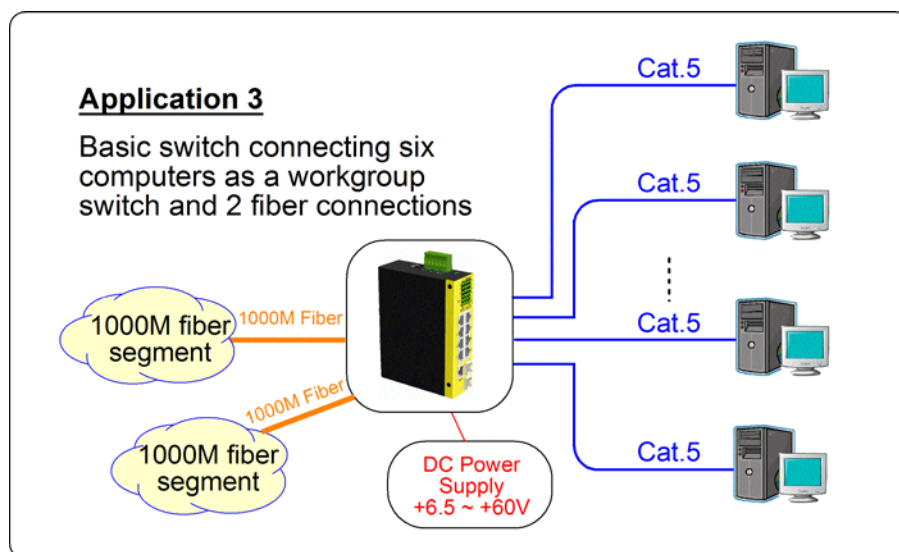 Application 3
Basic switch connecting six
computers as a workgroup
switch and 2 fiber connections
Cat.5
Cat.5
Cat.5
Cat.5
1000M fiber
segment
1000M Fiber
1000M fiber
segment
1000M Fiber
DC Power
Supply
+6.5 ~ +60V